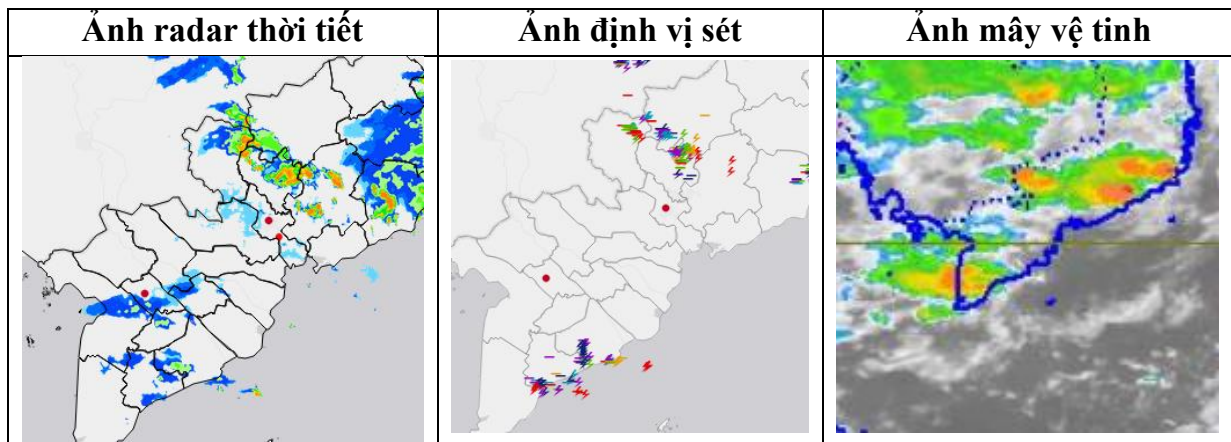 Ảnh radar thời tiết
Ảnh định vị sét
Ảnh mây vệ tinh